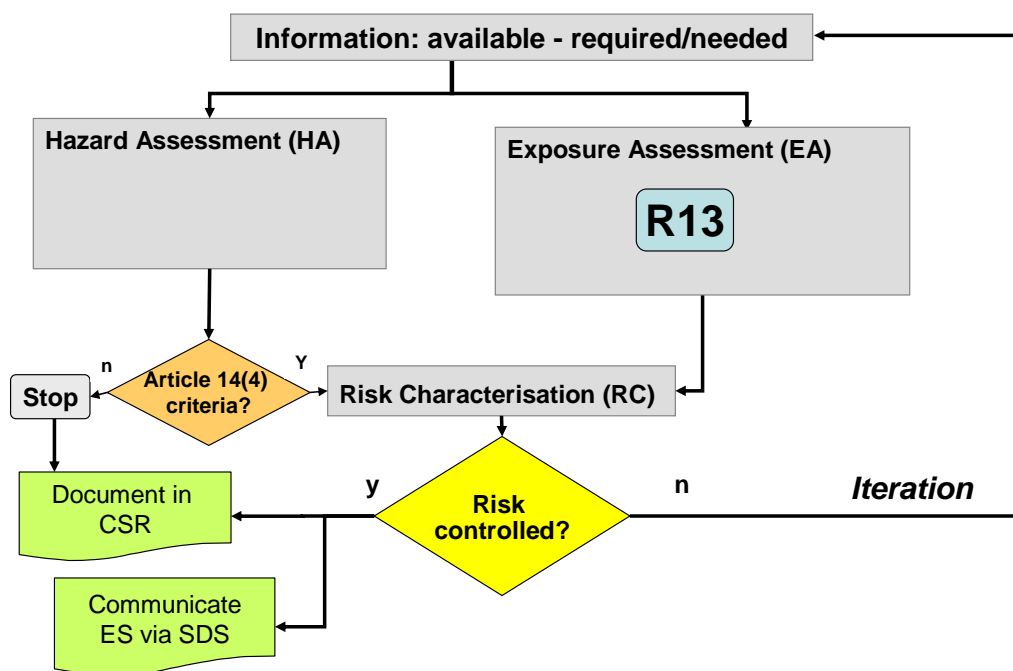 Information: available - required/needed
Hazard Assessment (HA)
Exposure Assessment (EA)
R13
n
Article 14(4)
criteria?
Y
Stop
Risk Characterisation (RC)
Document in
CSR
y
Risk
controlled?
n
Iteration
Communicate
ES via SDS